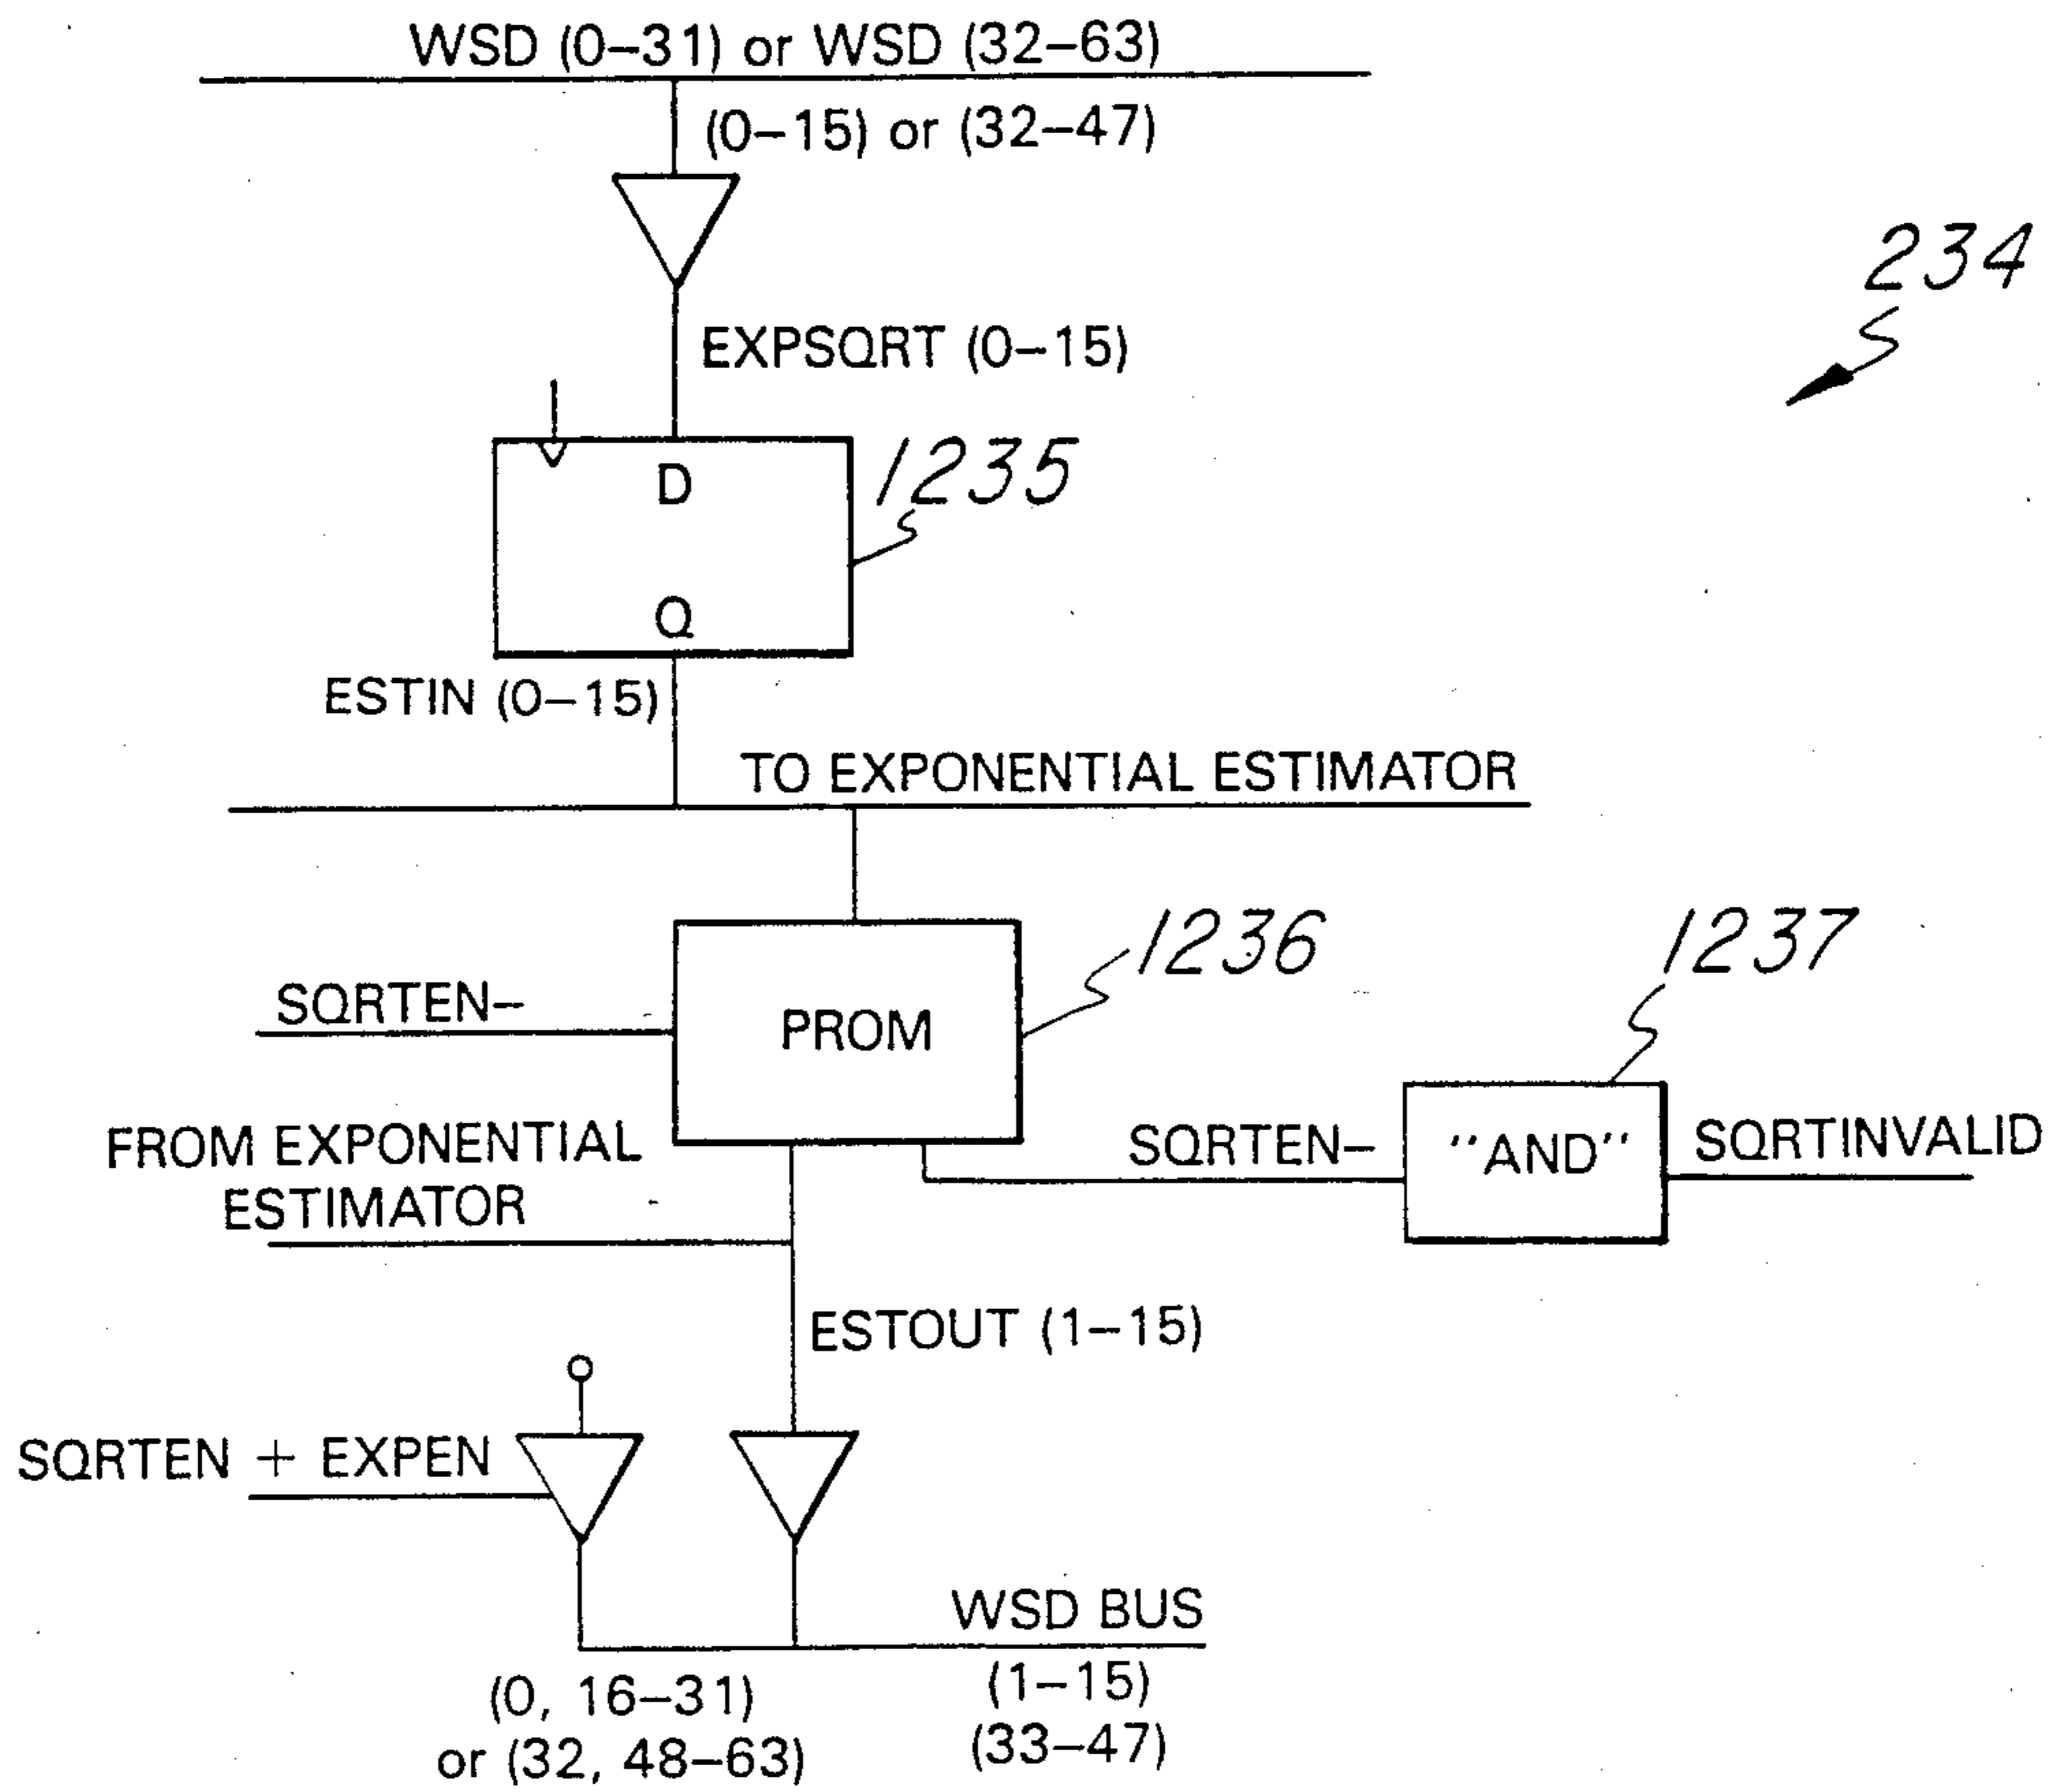 WSD (0–31) or WSD (32–63)
(0–15) or (32–47)
234
EXPSQRT (0–15)
D
1235
Q
ESTIN (0–15)
TO EXPONENTIAL ESTIMATOR
1236
1237
SQRTEN–
PROM
FROM EXPONENTIAL
ESTIMATOR
SQRTEN–
"AND"
SQRTINVALID
ESTOUT (1–15)
SQRTEN + EXPEN
WSD BUS
(0, 16–31)
or (32, 48–63)
(1–15)
(33–47)